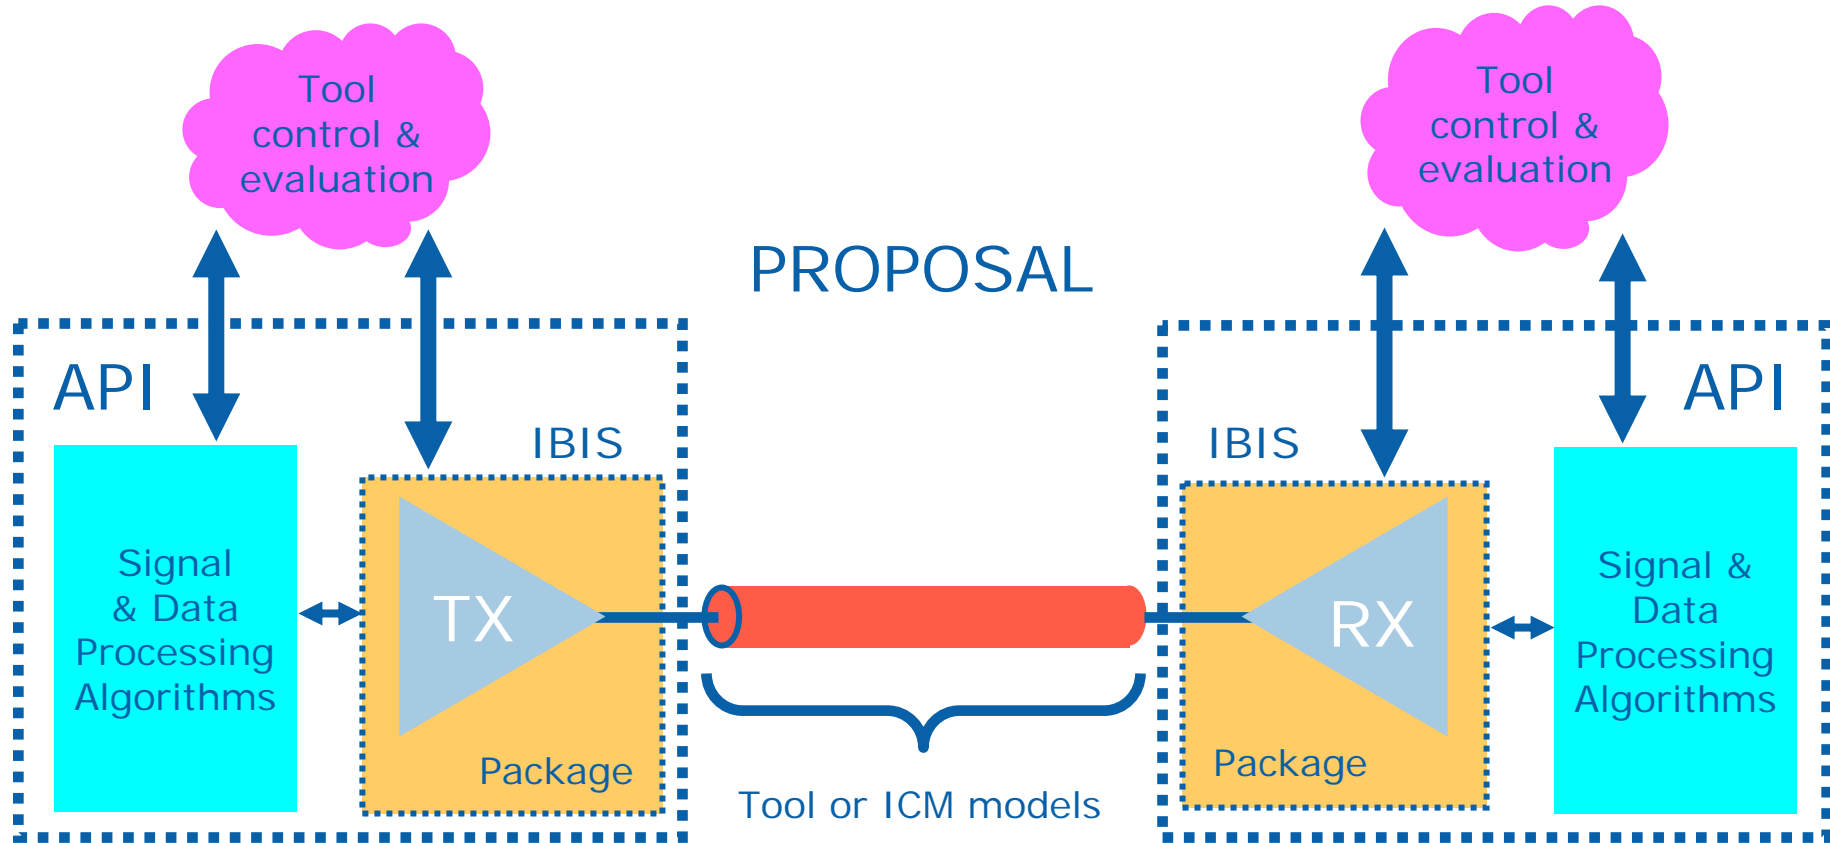 Tool
control &
evaluation
Tool
control &
evaluation
PROPOSAL
API
API
IBIS
IBIS
Signal
& Data
Processing
Algorithms
TX
Package
RX
Package
Signal &
Data
Processing
Algorithms
Tool or ICM models